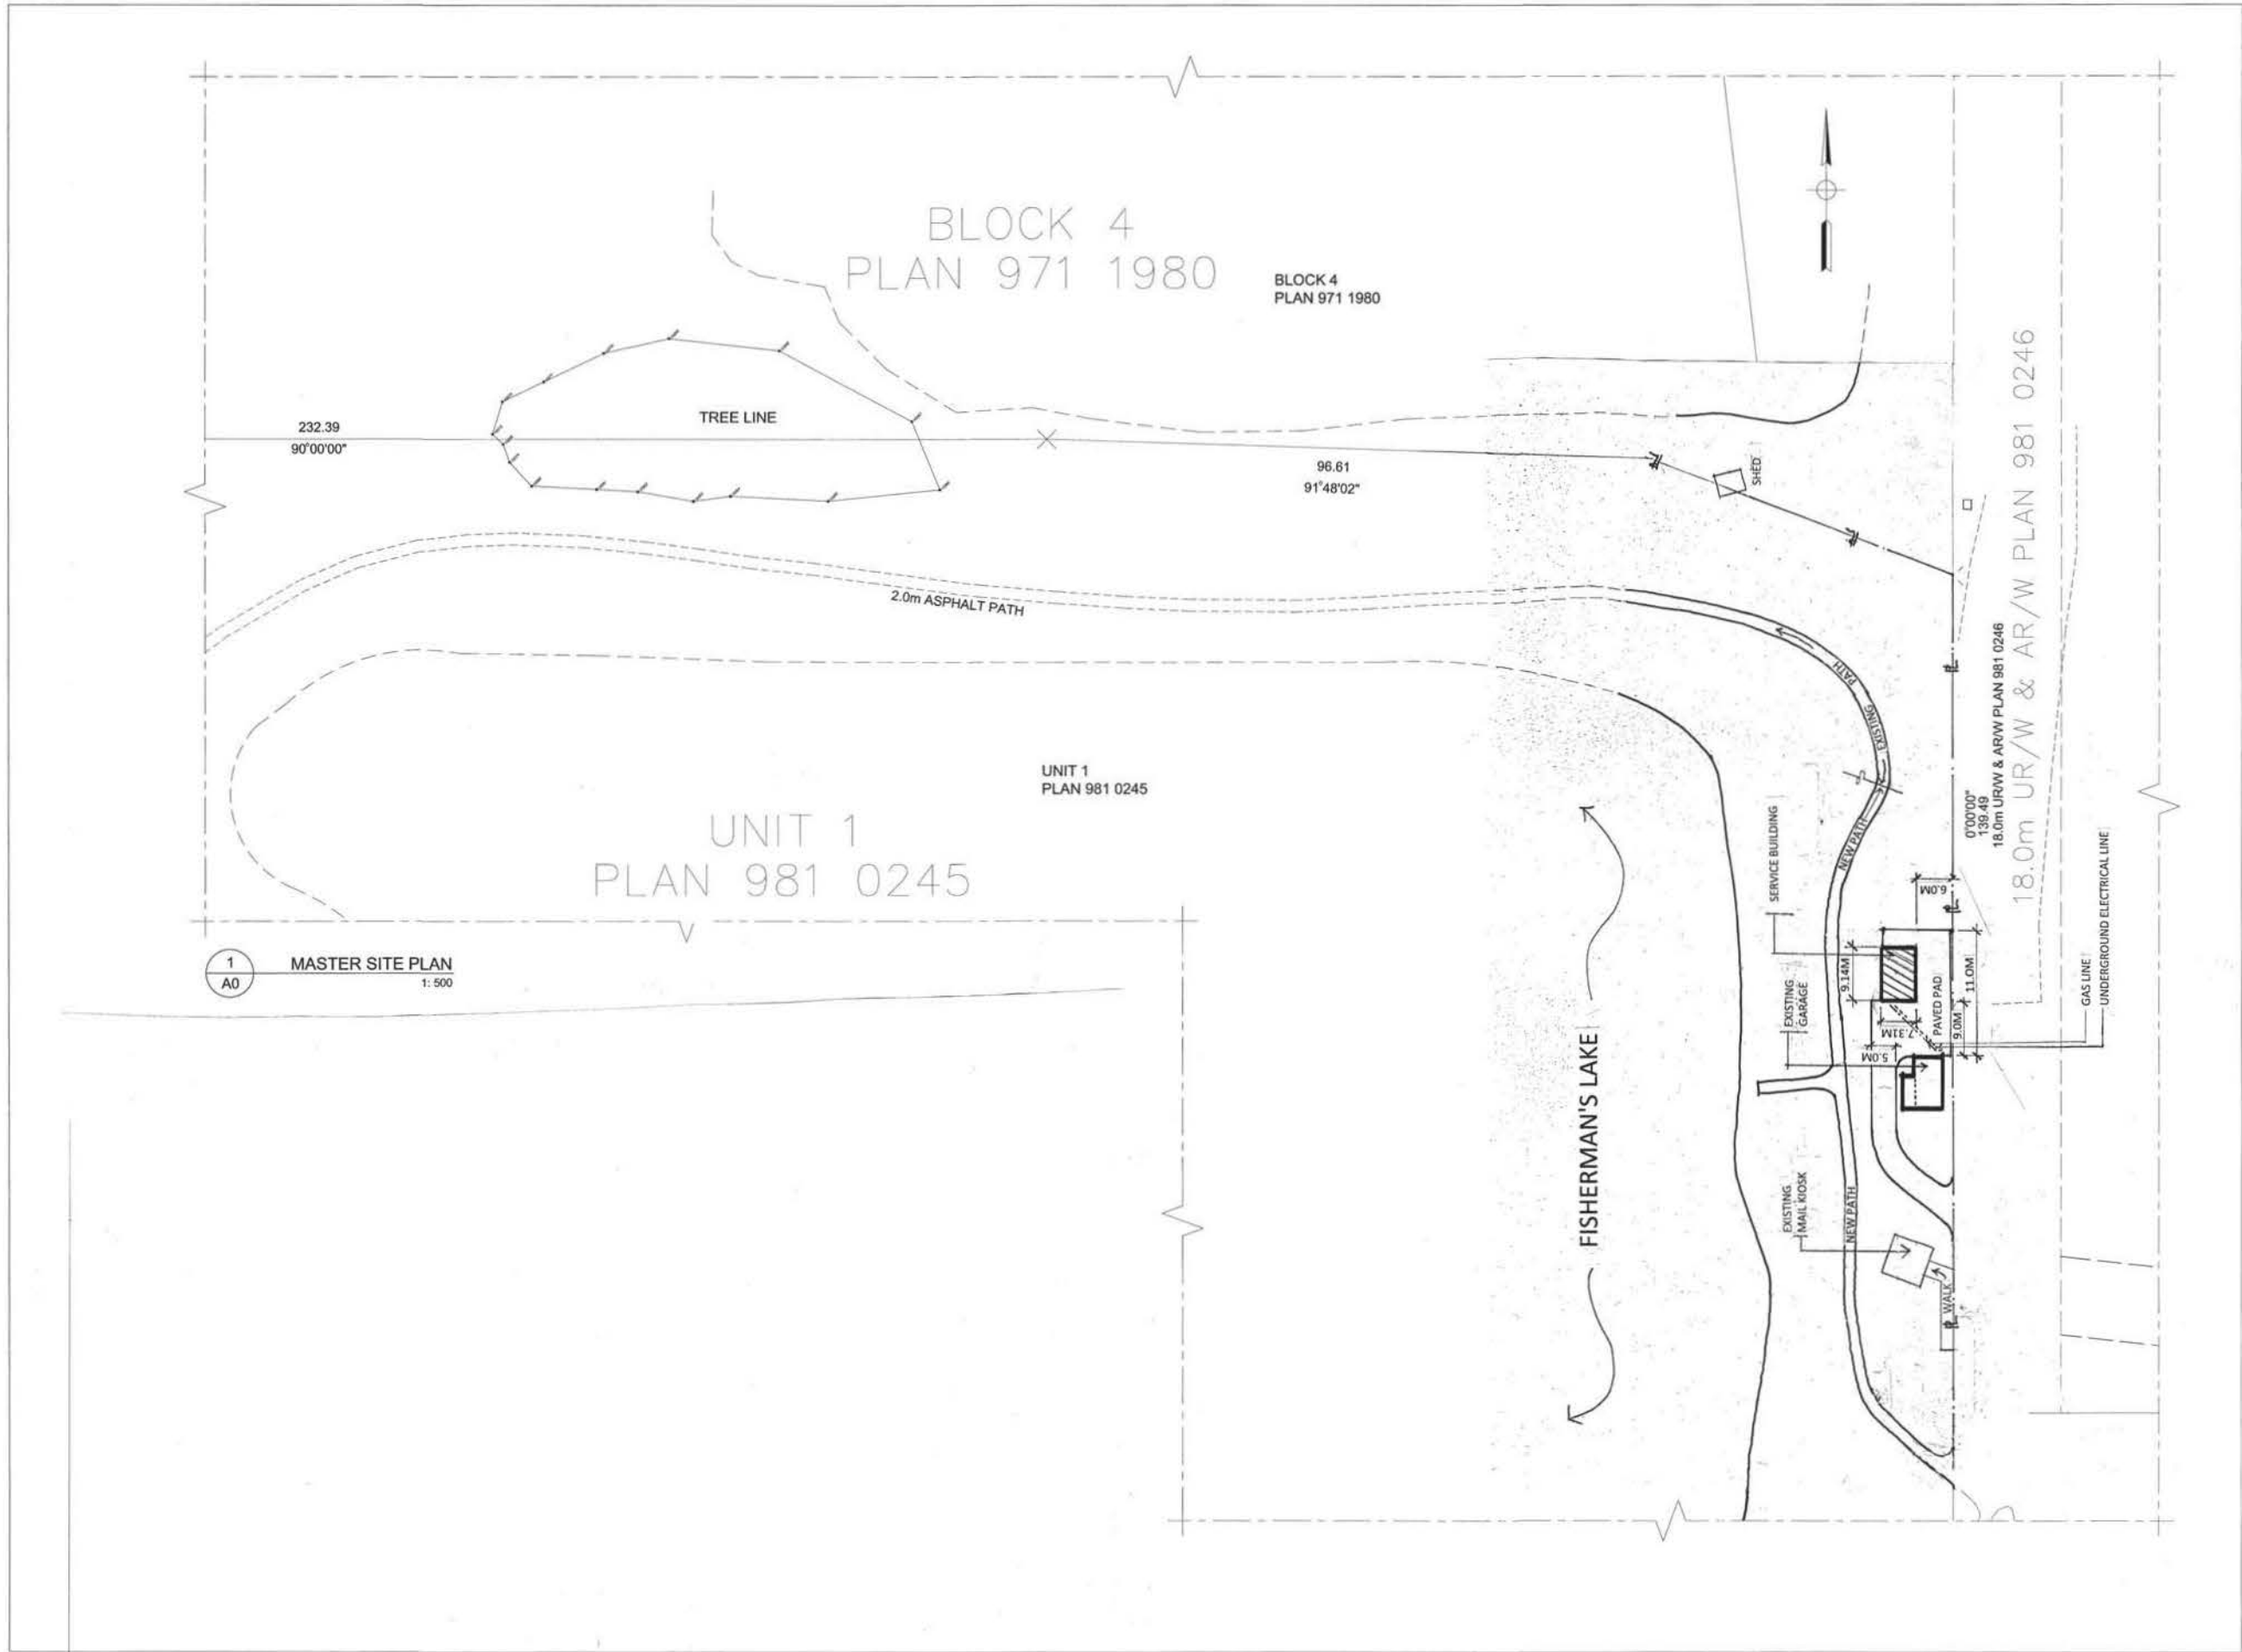 BLOCK 4
PLAN 971 1980
BLOCK 4
PLAN 971 1980
TREE LINE
232.39
90°00'00"
96.61
91°48'02"
SHED
2.0m ASPHALT PATH
EXISTING PATH
UNIT 1
PLAN 981 0245
UNIT 1
PLAN 981 0245
1
A0
MASTER SITE PLAN
1: 500
FISHERMAN'S LAKE
SERVICE BUILDING
NEW PATH
EXISTING
GARAGE
9.14M
7.31M
5.0M
PAVED PAD
9.0M
11.0M
6.0M
0°00'00"
139.49
18.0m UR/W & AR/W PLAN 981 0246
18.0m UR/W & AR/W PLAN 981 0246
GAS LINE
UNDERGROUND ELECTRICAL LINE
EXISTING
MAIL KIOSK
NEW PATH
WALK